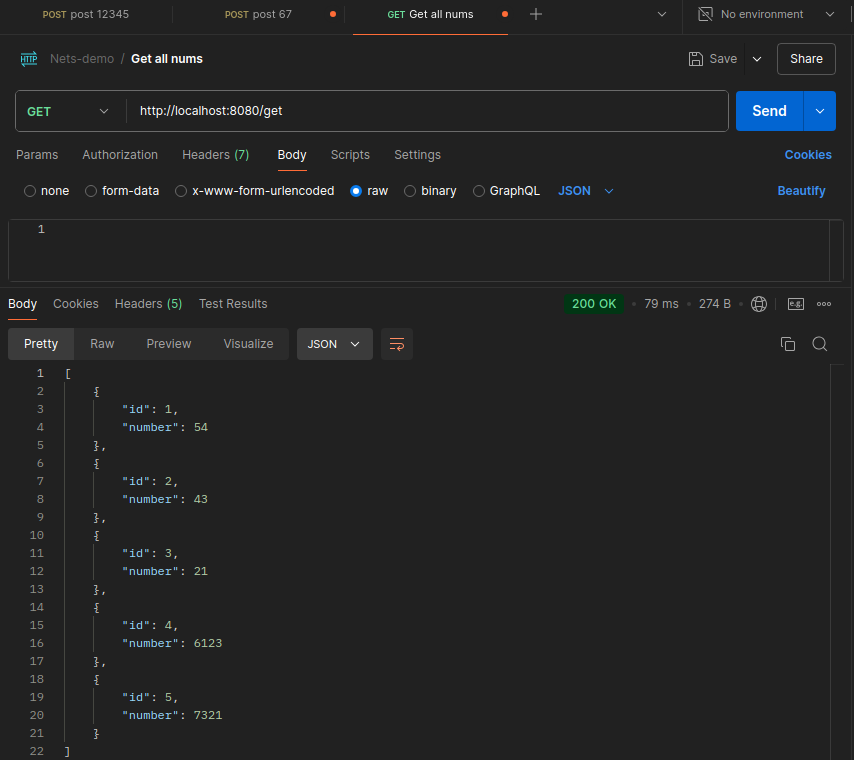 POST post 12345 POST post 67 GET Get all nums No environment
HTTP Nets-demo / Get all nums Save Share
GET http://localhost:8080/get Send
Params Authorization Headers (7) Body Scripts Settings Cookies
none form-data x-www-form-urlencoded raw binary GraphQL JSON Beautify
1
Body Cookies Headers (5) Test Results 200 OK • 79 ms • 274 B • e.g.
Pretty Raw Preview Visualize JSON
1 [
2 {
3 "id": 1,
4 "number": 54
5 },
6 {
7 "id": 2,
8 "number": 43
9 },
10 {
11 "id": 3,
12 "number": 21
13 },
14 {
15 "id": 4,
16 "number": 6123
17 },
18 {
19 "id": 5,
20 "number": 7321
21 }
22 ]